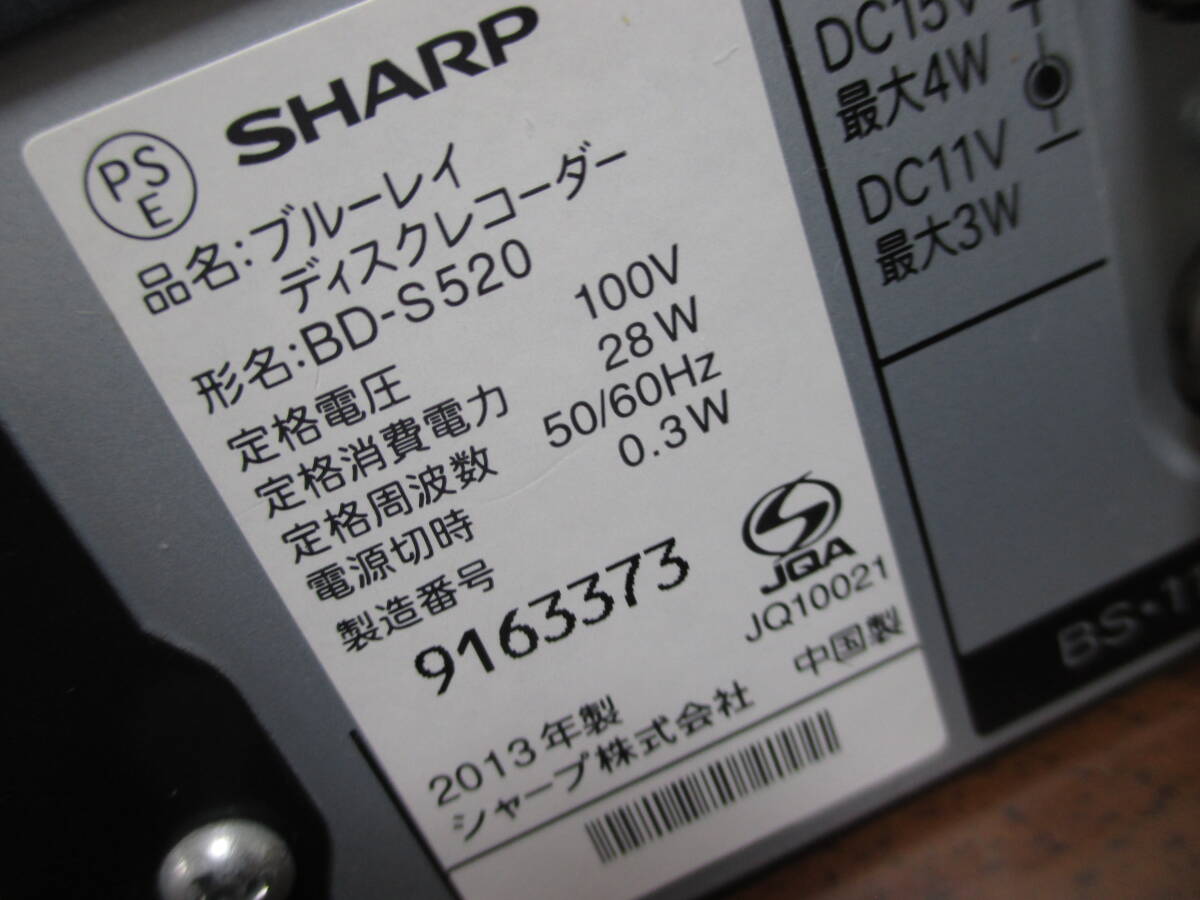 SHARP
PS
E
品名:ブルーレイ
ディスクレコーダー
形名:BD-S520
定格電圧 100V
定格消費電力 28W
定格周波数 50/60Hz
電源切時 0.3W
製造番号
9163373
JQA
JQ10021
2013年製 中国製
シャープ株式会社
DC15V
最大4W
DC11V
最大3W
BS・11